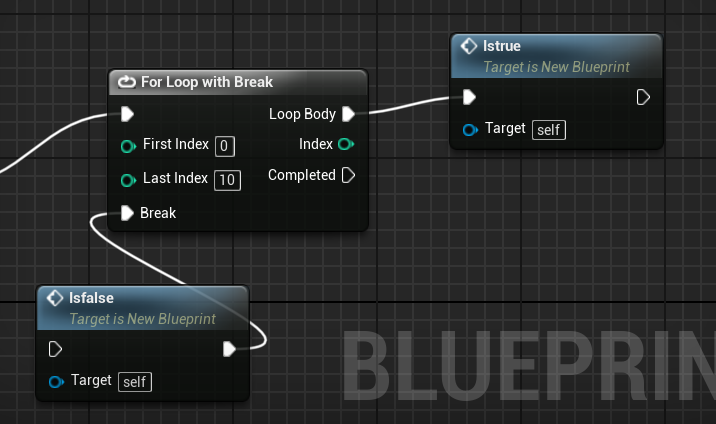 Istrue
Target is New Blueprint
Target self
For Loop with Break
Loop Body
First Index 0
Index
Last Index 10
Completed
Break
Isfalse
Target is New Blueprint
Target self
BLUEPRIN